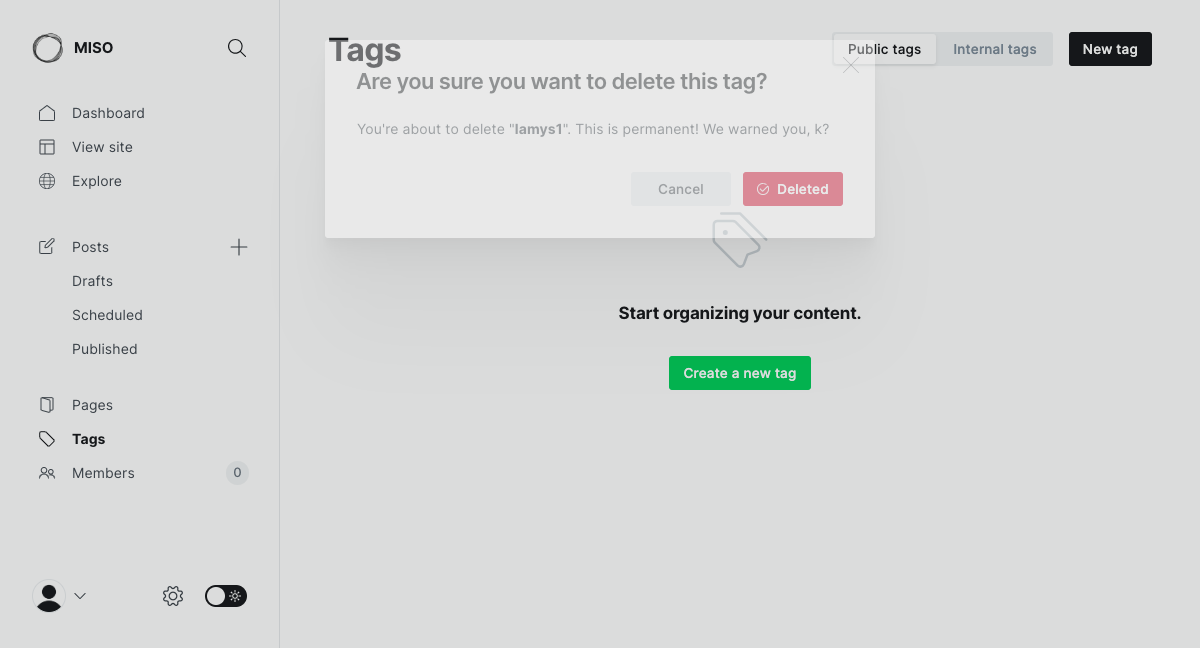 MISO
Dashboard
View site
Explore
Posts
Drafts
Scheduled
Published
Pages
Tags
Members
0
Tags
Public tags
Internal tags
New tag
Are you sure you want to delete this tag?
You're about to delete "lamys1". This is permanent! We warned you, k?
Cancel
Deleted
Start organizing your content.
Create a new tag